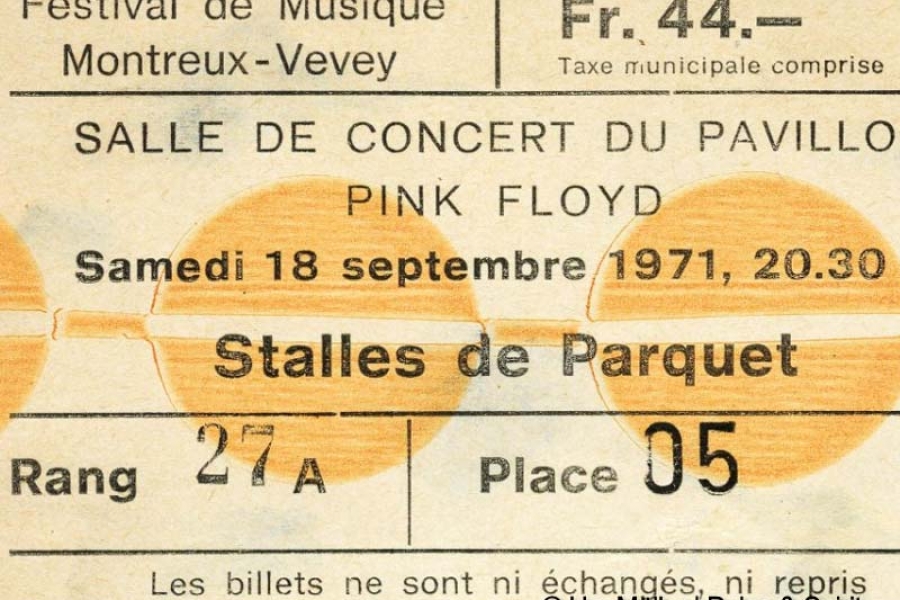 Festival de Musique
Montreux-Vevey
Fr. 44.—
Taxe municipale comprise
SALLE DE CONCERT DU PAVILLO
PINK FLOYD
Samedi 18 septembre 1971, 20.30
Stalles de Parquet
Rang 27 A
Place 05
Les billets ne sont ni échangés, ni repris